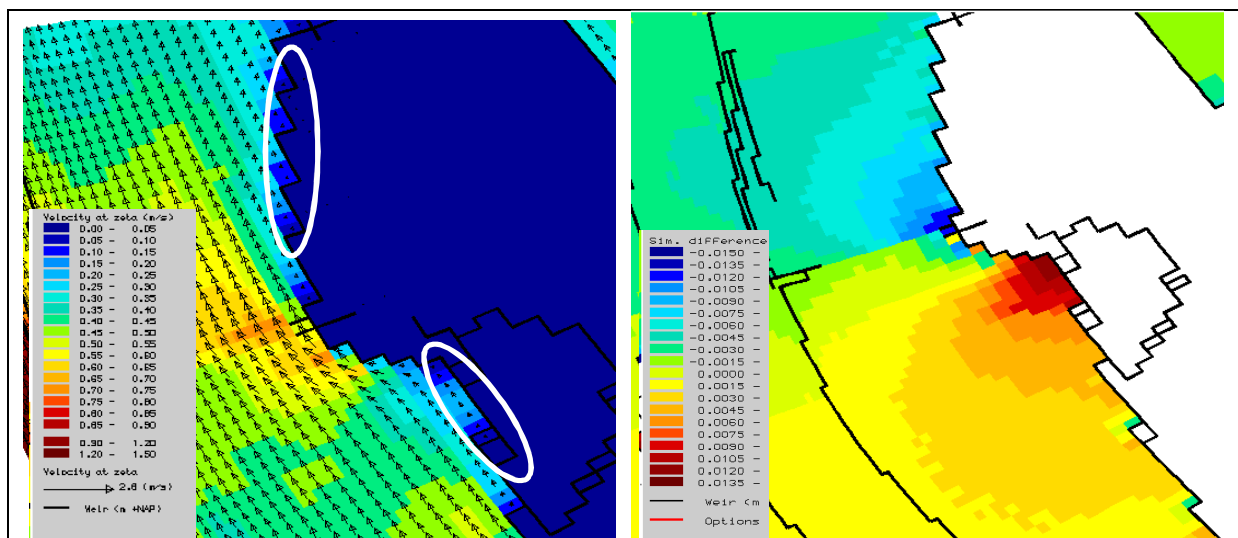 Velocity at zeta (m/s)
0.00 - 0.05
0.05 - 0.10
0.10 - 0.15
0.15 - 0.20
0.20 - 0.25
0.25 - 0.30
0.30 - 0.35
0.35 - 0.40
0.40 - 0.45
0.45 - 0.50
0.50 - 0.55
0.55 - 0.60
0.60 - 0.65
0.65 - 0.70
0.70 - 0.75
0.75 - 0.80
0.80 - 0.85
0.85 - 0.90
0.90 - 1.20
1.20 - 1.50
Velocity at zeta
2.0 (m/s)
Weir (m +NAP)
Sim. difference
-0.0150 -
-0.0135 -
-0.0120 -
-0.0105 -
-0.0090 -
-0.0075 -
-0.0060 -
-0.0045 -
-0.0030 -
-0.0015 -
0.0000 -
0.0015 -
0.0030 -
0.0045 -
0.0060 -
0.0075 -
0.0090 -
0.0105 -
0.0120 -
0.0135 -
Weir (m
Options